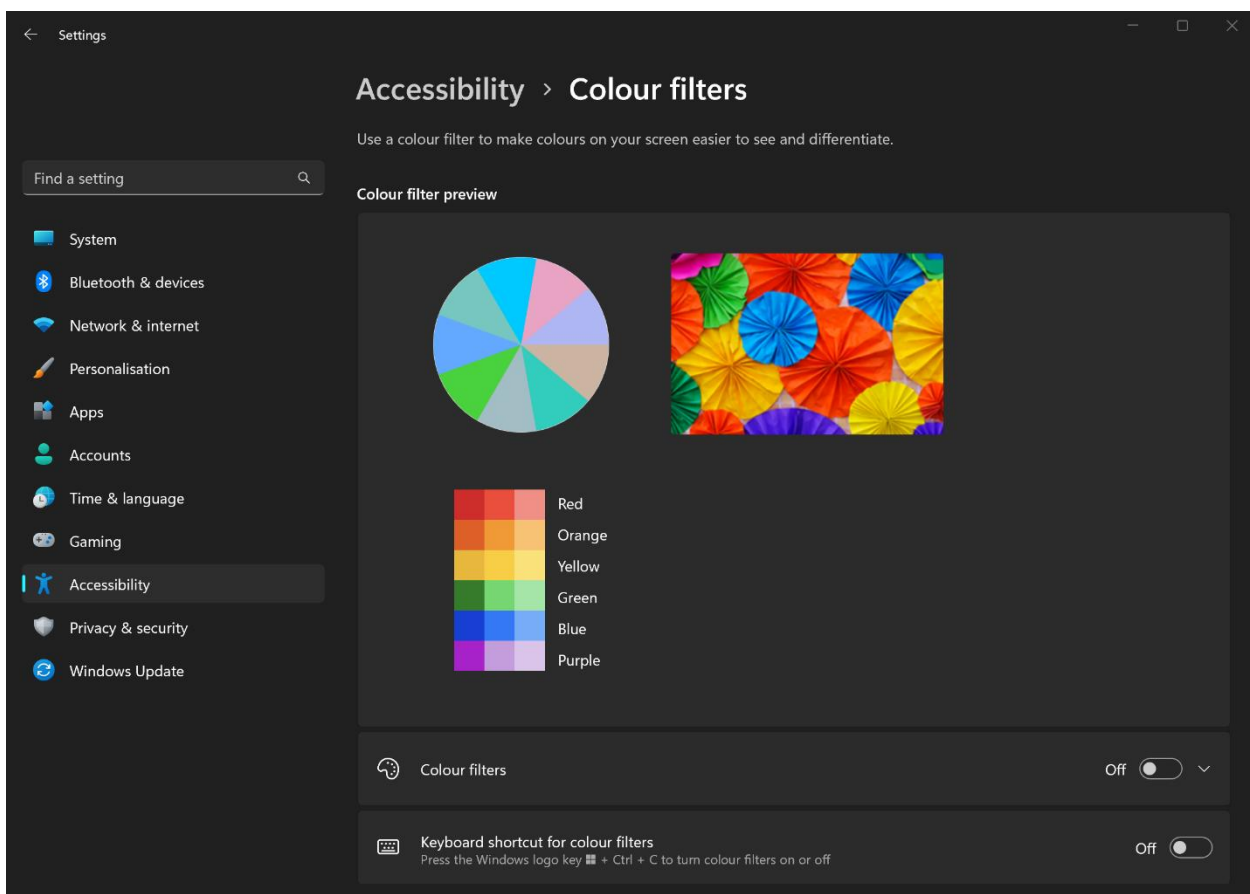 Settings
Accessibility > Colour filters
Use a colour filter to make colours on your screen easier to see and differentiate.
Find a setting
System
Bluetooth & devices
Network & internet
Personalisation
Apps
Accounts
Time & language
Gaming
Accessibility
Privacy & security
Windows Update
Colour filter preview
Red
Orange
Yellow
Green
Blue
Purple
Colour filters
Off
Keyboard shortcut for colour filters
Press the Windows logo key + Ctrl + C to turn colour filters on or off
Off